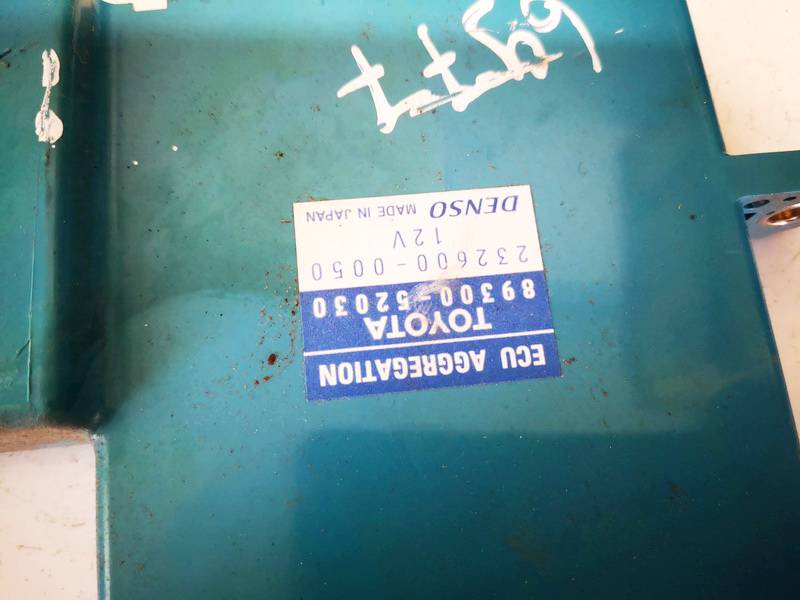 ECU AGGREGATION
TOYOTA
89300-52030
232600-0050
12V
DENSO MADE IN JAPAN